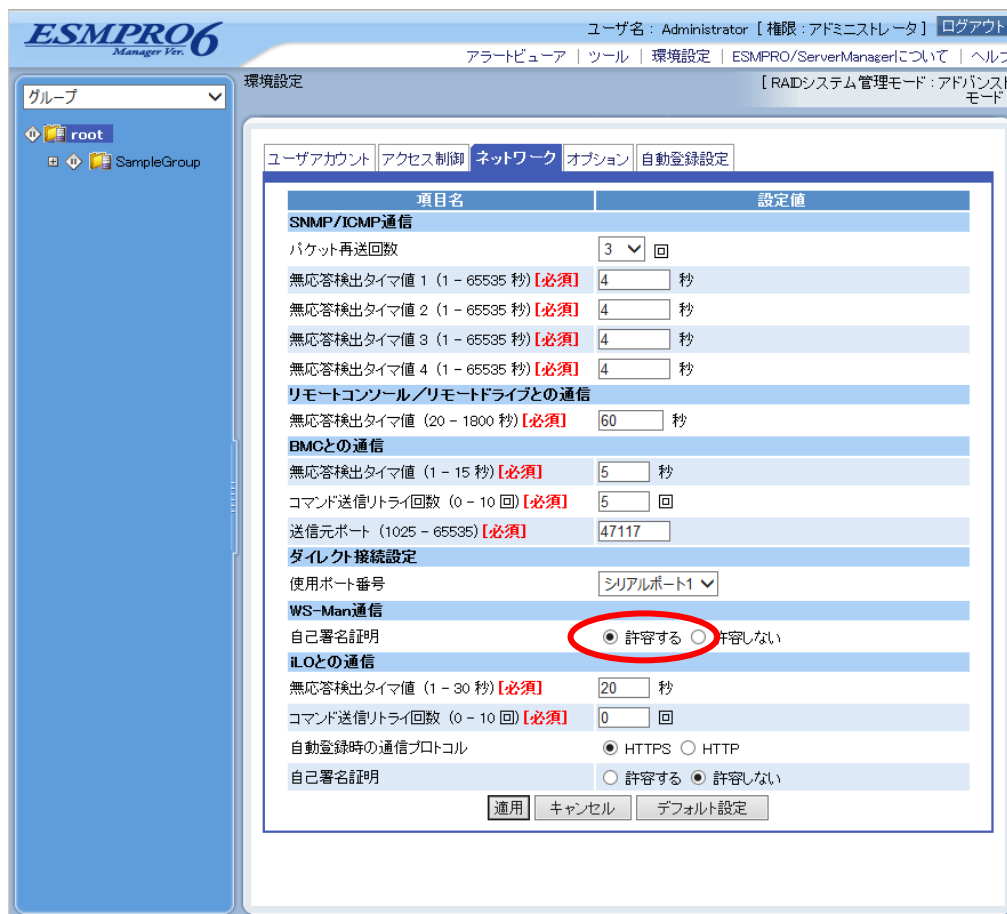 ESMPRO6
Manager Ver.
ユーザ名： Administrator [ 権限：アドミニストレータ ] ログアウト
アラートビューア | ツール | 環境設定 | ESMPRO/ServerManagerについて | ヘルプ
環境設定
[ RAIDシステム管理モード：アドバンスト
モード
グループ
root
SampleGroup
ユーザアカウント アクセス制御 ネットワーク オプション 自動登録設定
項目名 設定値
SNMP/ICMP通信
パケット再送回数 3 回
無応答検出タイマ値 1 (1 - 65535 秒) [必須] 4 秒
無応答検出タイマ値 2 (1 - 65535 秒) [必須] 4 秒
無応答検出タイマ値 3 (1 - 65535 秒) [必須] 4 秒
無応答検出タイマ値 4 (1 - 65535 秒) [必須] 4 秒
リモートコンソール／リモートドライブとの通信
無応答検出タイマ値 (20 - 1800 秒) [必須] 60 秒
BMCとの通信
無応答検出タイマ値 (1 - 15 秒) [必須] 5 秒
コマンド送信リトライ回数 (0 - 10 回) [必須] 5 回
送信元ポート (1025 - 65535) [必須] 47117
ダイレクト接続設定
使用ポート番号 シリアルポート1
WS-Man通信
自己署名証明 許容する 許容しない
iLOとの通信
無応答検出タイマ値 (1 - 30 秒) [必須] 20 秒
コマンド送信リトライ回数 (0 - 10 回) [必須] 0 回
自動登録時の通信プロトコル HTTPS HTTP
自己署名証明 許容する 許容しない
適用 キャンセル デフォルト設定